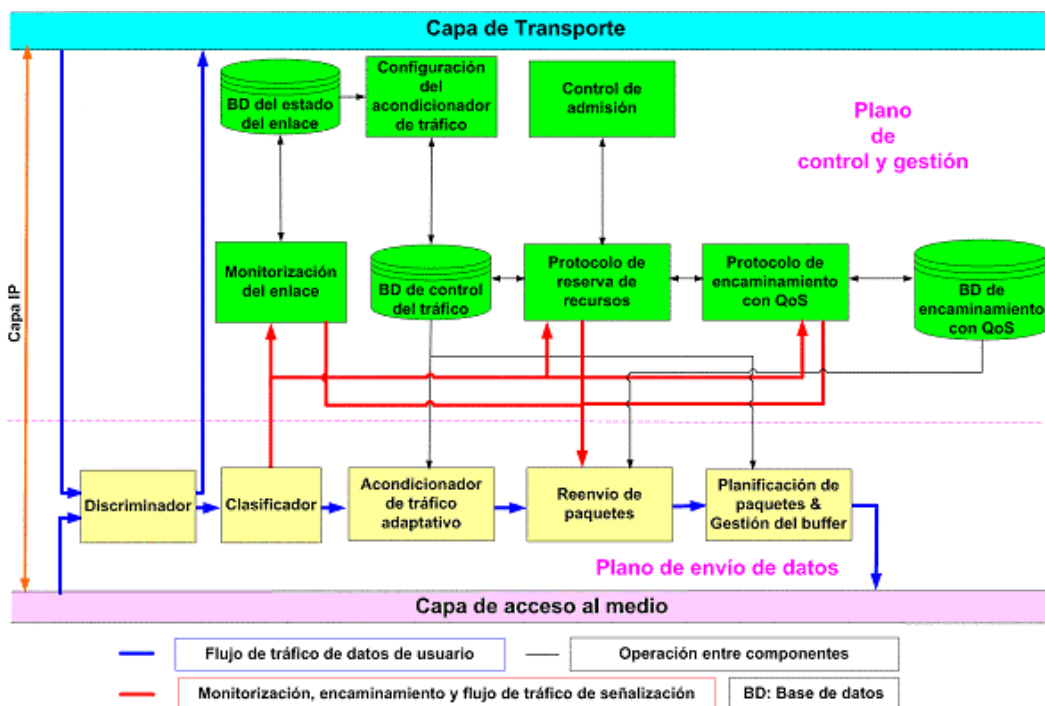 Capa de Transporte
BD del estado
del enlace
Configuración
del
acondicionador
de tráfico
Control de
admisión
Plano
de
control y gestión
Capa IP
Monitorización
del enlace
BD de control
del tráfico
Protocolo de
reserva de
recursos
Protocolo de
encaminamiento
con QoS
BD de
encaminamiento
con QoS
Discriminador
Clasificador
Acondicionador
de tráfico
adaptativo
Reenvío de
paquetes
Planificación de
paquetes &
Gestión del buffer
Plano de envío de datos
Capa de acceso al medio
Flujo de tráfico de datos de usuario
Operación entre componentes
Monitorización, encaminamiento y flujo de tráfico de señalización
BD: Base de datos